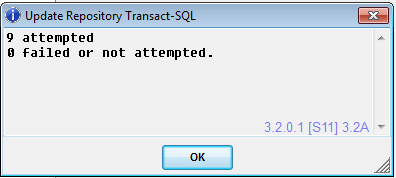 Update Repository Transact-SQL
9 attempted
0 failed or not attempted.
3.2.0.1 [S11] 3.2A
OK